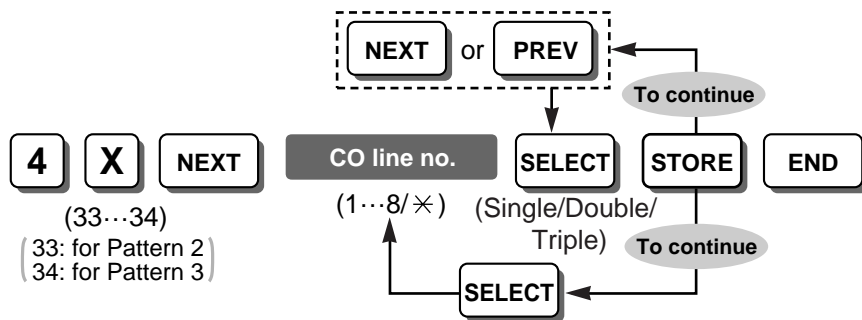 NEXT or PREV
To continue
4 X NEXT CO line no. SELECT STORE END
(33···34) (1···8/✳) (Single/Double/
Triple)
33: for Pattern 2
34: for Pattern 3
To continue
SELECT